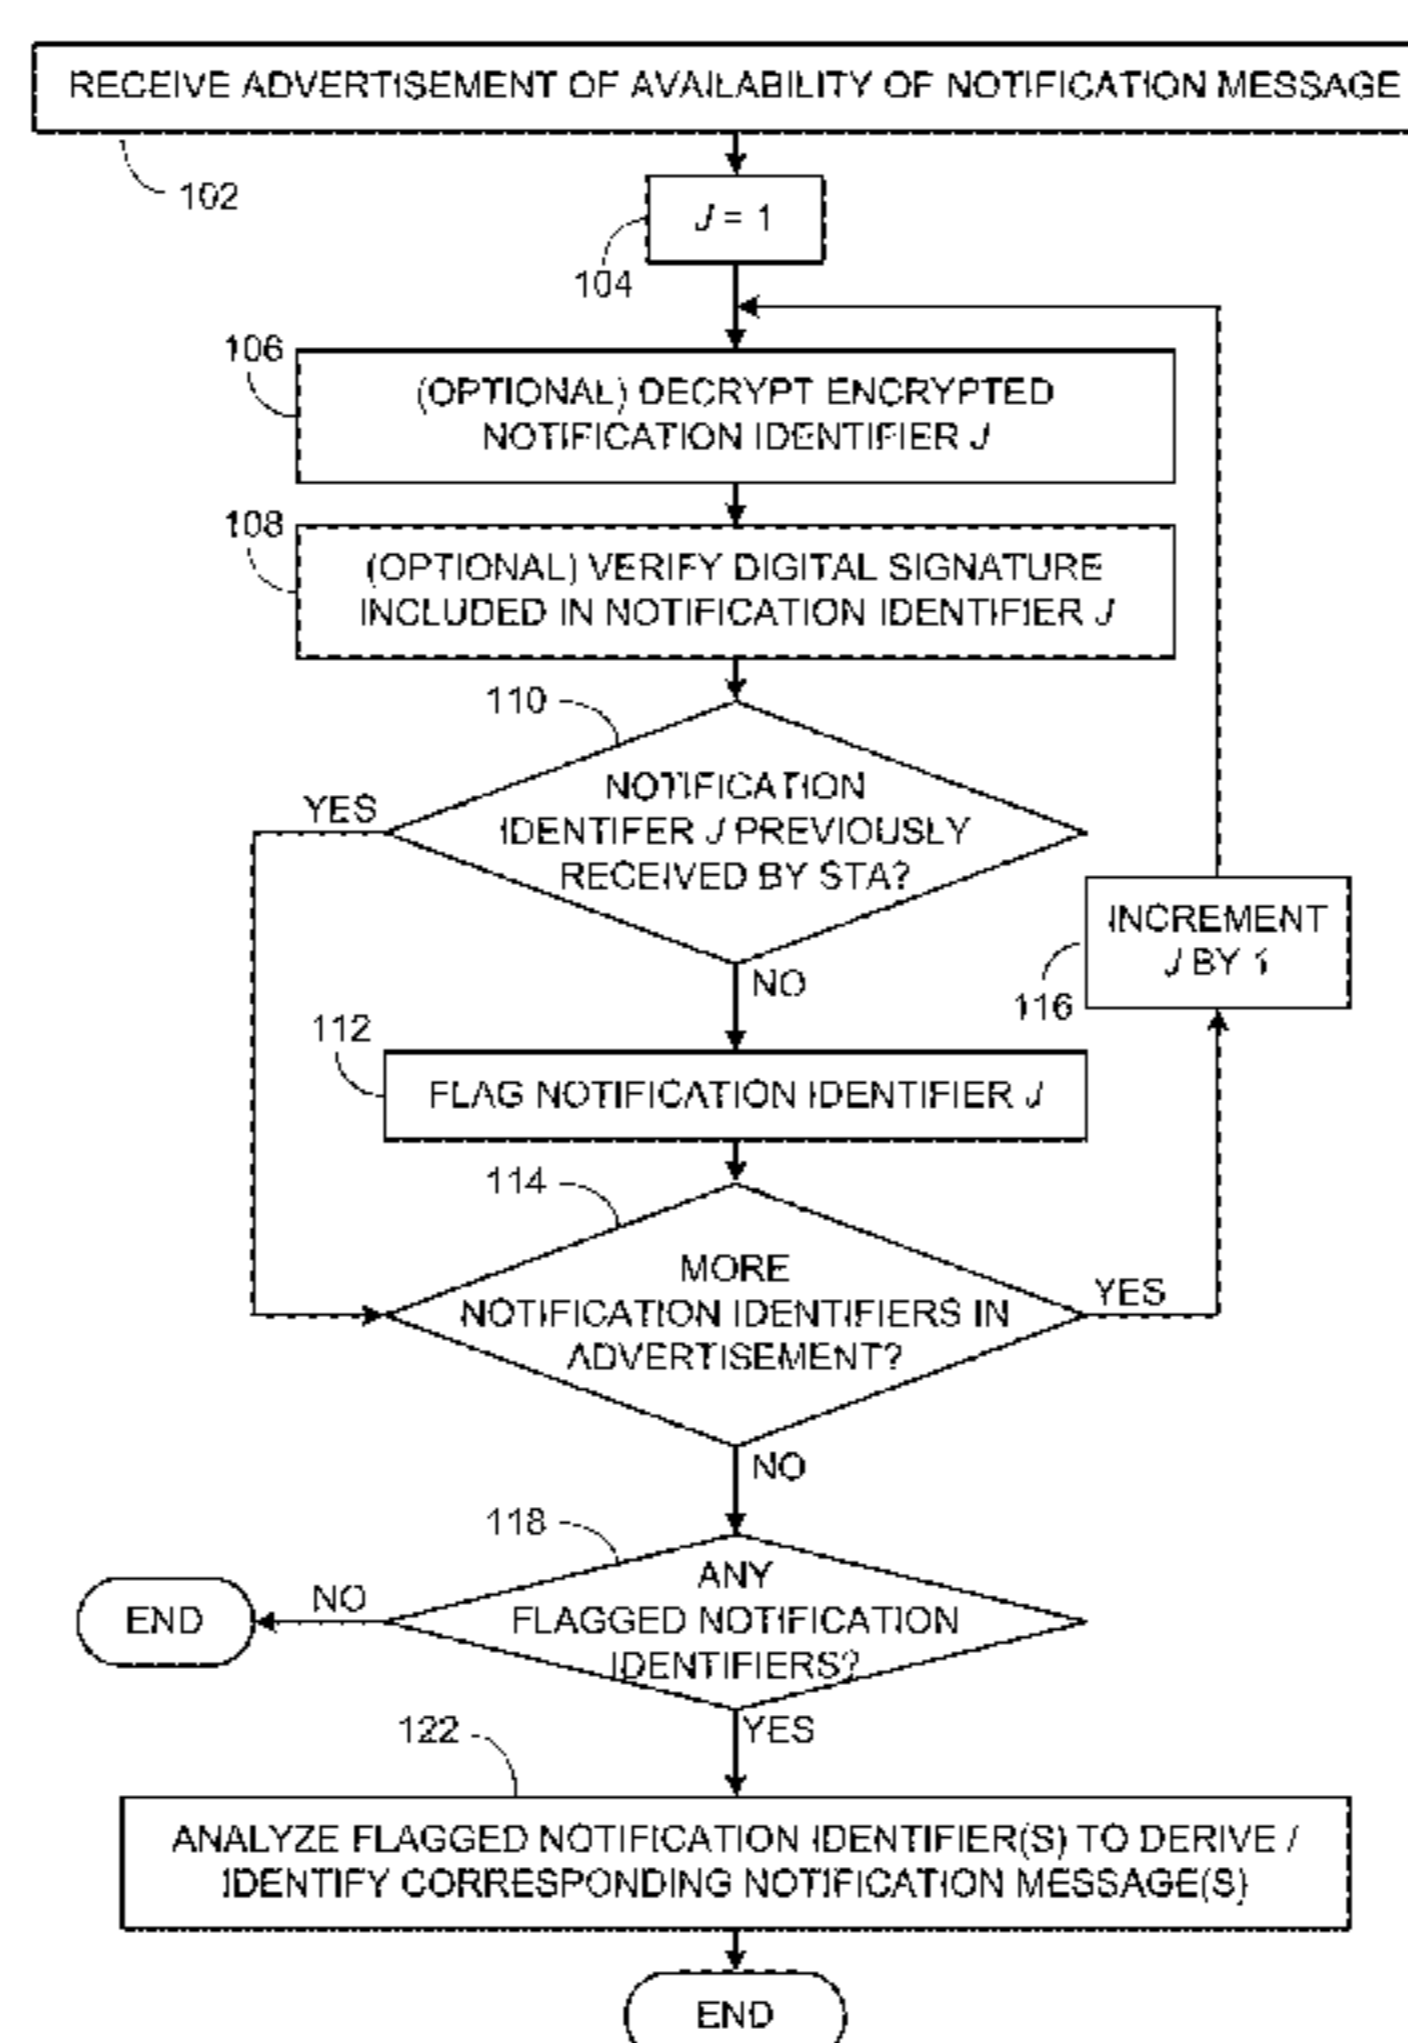 RECEIVE ADVERTISEMENT OF AVAILABILITY OF NOTIFICATION MESSAGE
102
J = 1
104
106
(OPTIONAL) DECRYPT ENCRYPTED
NOTIFICATION IDENTIFIER J
108
(OPTIONAL) VERIFY DIGITAL SIGNATURE
INCLUDED IN NOTIFICATION IDENTIFIER J
110
NOTIFICATION
IDENTIFER J PREVIOUSLY
RECEIVED BY STA?
YES
NO
INCREMENT
J BY 1
116
112
FLAG NOTIFICATION IDENTIFIER J
114
MORE
NOTIFICATION IDENTIFIERS IN
ADVERTISEMENT?
YES
NO
118
ANY
FLAGGED NOTIFICATION
IDENTIFIERS?
NO
END
YES
122
ANALYZE FLAGGED NOTIFICATION IDENTIFIER(S) TO DERIVE /
IDENTIFY CORRESPONDING NOTIFICATION MESSAGE(S)
END